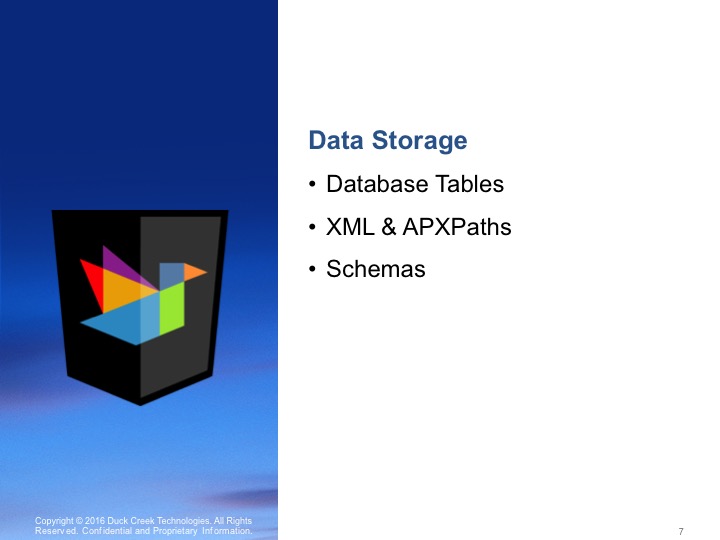 Data Storage
• Database Tables
• XML & APXPaths
• Schemas
Copyright © 2016 Duck Creek Technologies. All Rights
Reserved. Confidential and Proprietary Information.
7